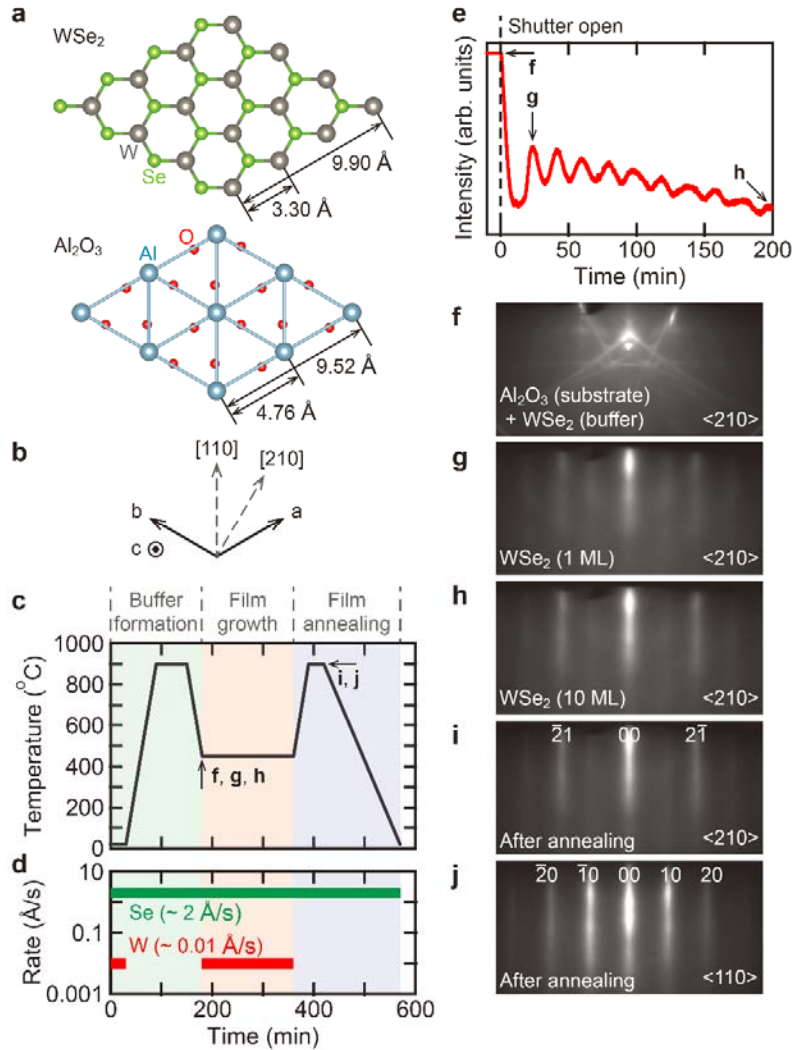 a
WSe₂
W
Se
9.90 Å
3.30 Å
Al₂O₃
O
Al
9.52 Å
4.76 Å
b
[110]
[210]
b
a
c
c
Buffer formation
Film growth
Film annealing
Temperature (°C)
1000
800
600
400
200
0
i, j
f, g, h
d
Rate (Å/s)
10
0.1
0.001
Se (~ 2 Å/s)
W (~ 0.01 Å/s)
0
200
400
600
Time (min)
e
Shutter open
Intensity (arb. units)
f
g
h
0
50
100
150
200
Time (min)
f
Al₂O₃ (substrate)
+ WSe₂ (buffer)
<210>
g
WSe₂ (1 ML)
<210>
h
WSe₂ (10 ML)
<210>
i
2̅1
00
21̅
After annealing
<210>
j
2̅0
1̅0
00
10
20
After annealing
<110>